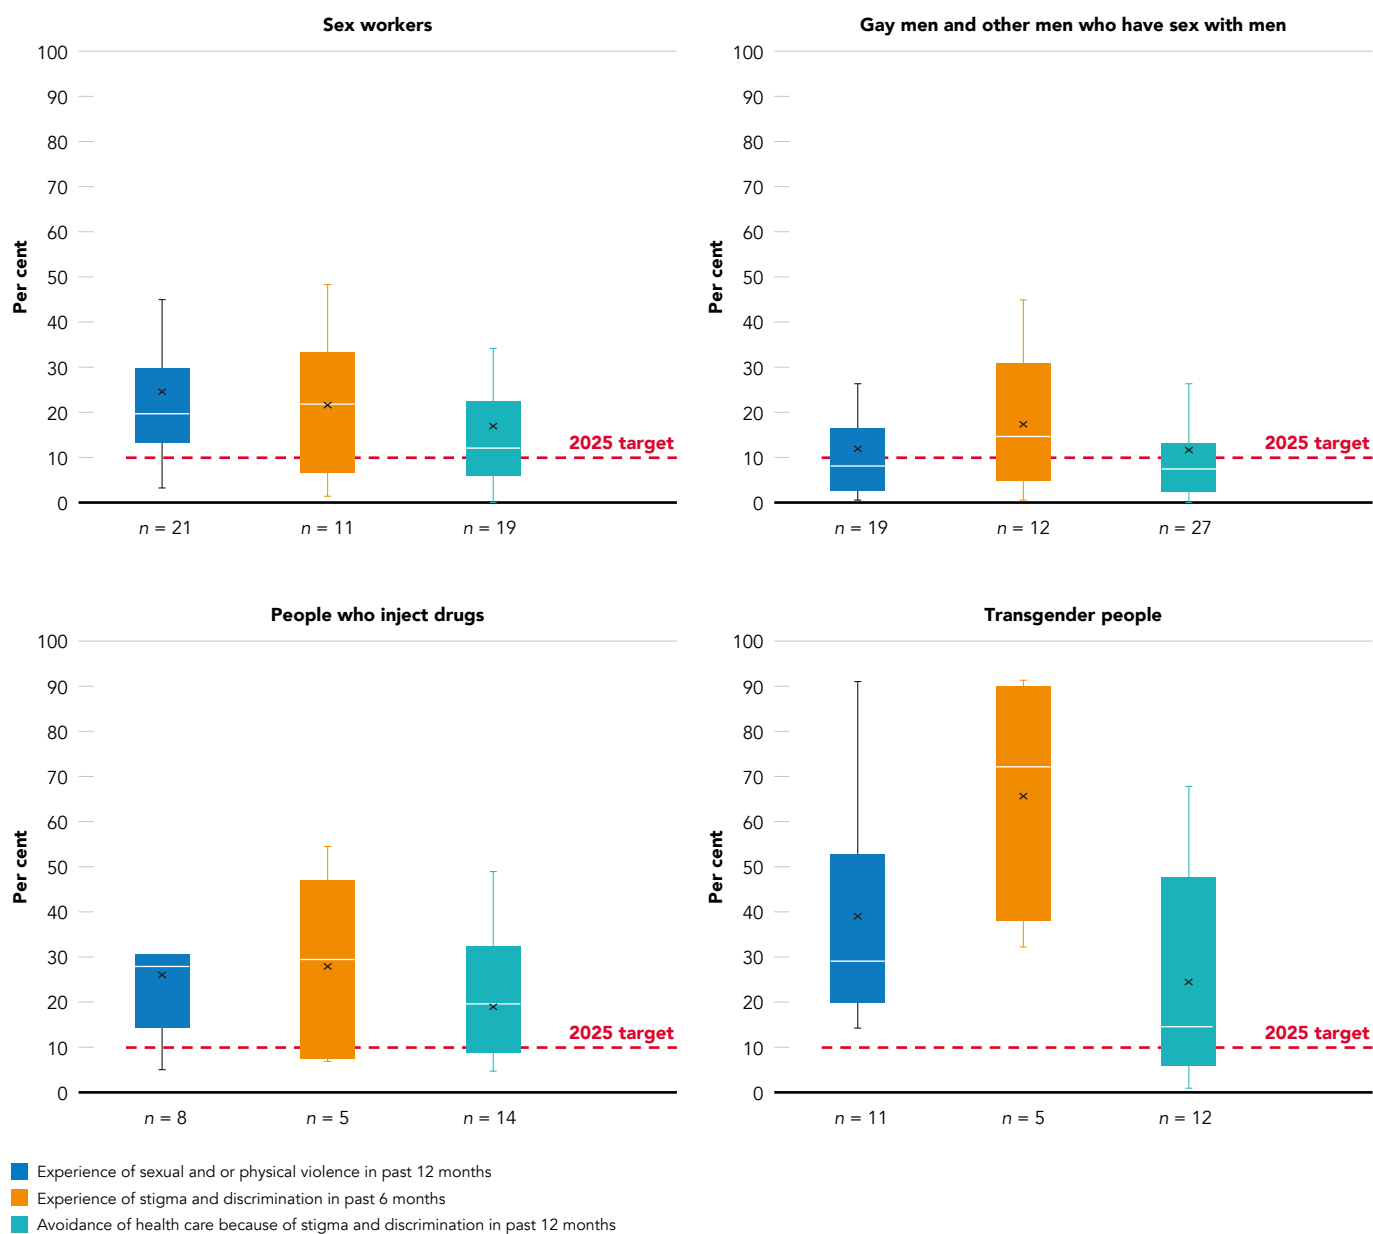 Sex workers
100
90
80
70
60
50
40
30
20
10
0
Per cent
2025 target
n = 21
n = 11
n = 19
Gay men and other men who have sex with men
100
90
80
70
60
50
40
30
20
10
0
Per cent
2025 target
n = 19
n = 12
n = 27
People who inject drugs
100
90
80
70
60
50
40
30
20
10
0
Per cent
2025 target
n = 8
n = 5
n = 14
Transgender people
100
90
80
70
60
50
40
30
20
10
0
Per cent
2025 target
n = 11
n = 5
n = 12
Experience of sexual and or physical violence in past 12 months
Experience of stigma and discrimination in past 6 months
Avoidance of health care because of stigma and discrimination in past 12 months